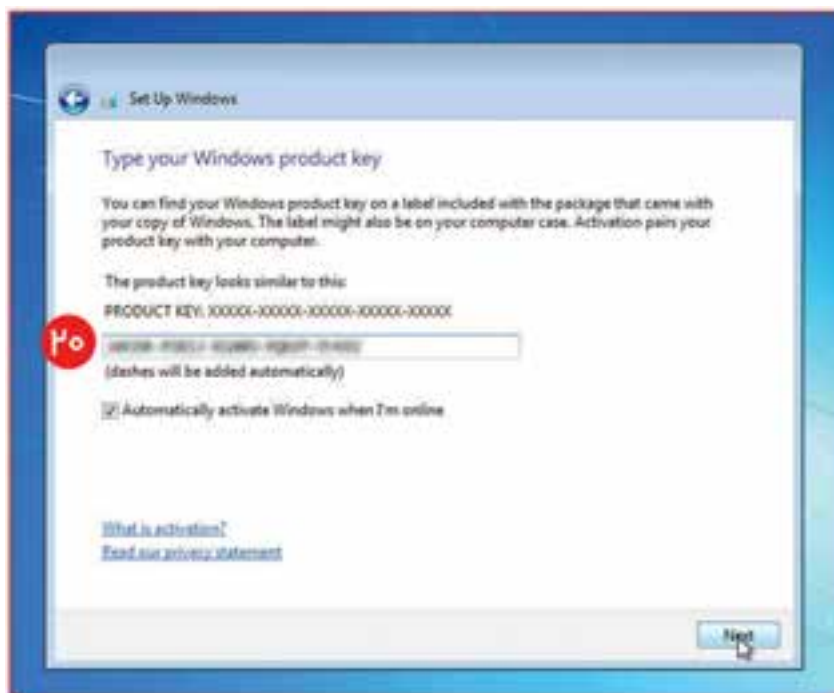 Set Up Windows
Type your Windows product key
You can find your Windows product key on a label included with the package that came with
your copy of Windows. The label might also be on your computer case. Activation pairs your
product key with your computer.
The product key looks similar to this:
PRODUCT KEY: XXXXX-XXXXX-XXXXX-XXXXX-XXXXX
۲۰
(dashes will be added automatically)
Automatically activate Windows when I'm online
What is activation?
Read our privacy statement
Next